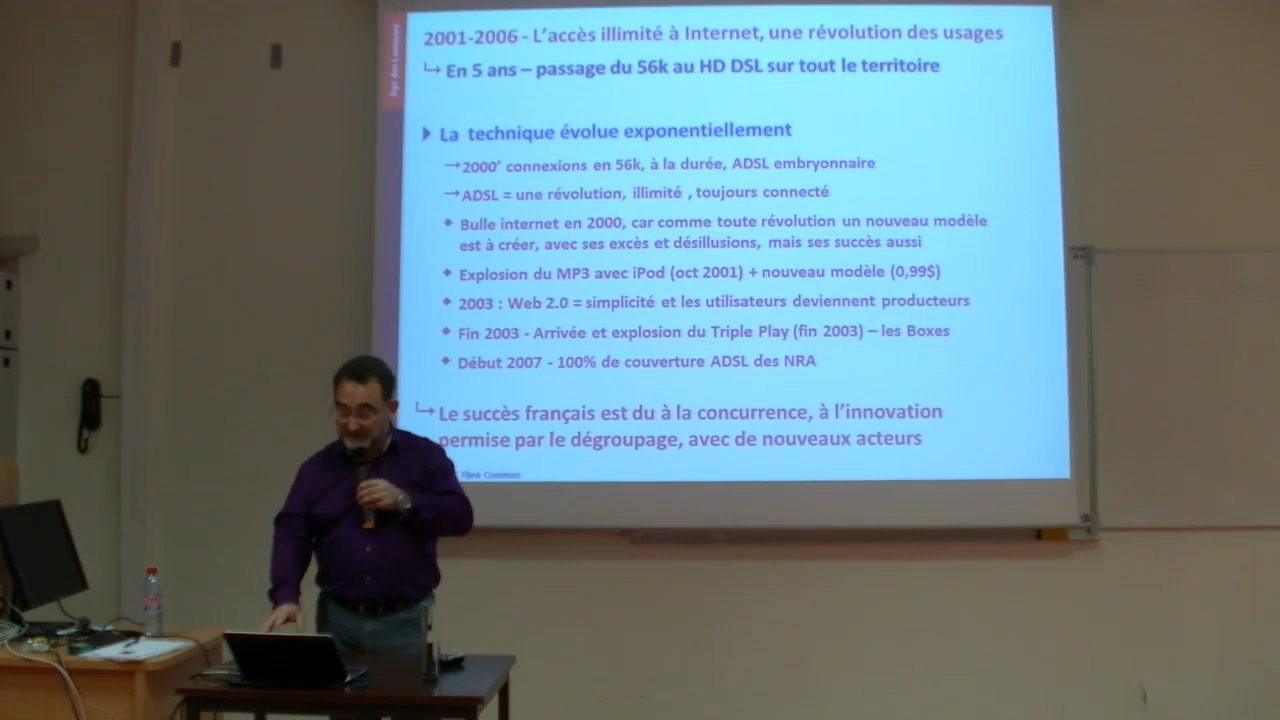 2001-2006 - L'accès illimité à Internet, une révolution des usages
En 5 ans – passage du 56k au HD DSL sur tout le territoire
La technique évolue exponentiellement
→2000' connexions en 56k, à la durée, ADSL embryonnaire
→ADSL = une révolution, illimité , toujours connecté
Bulle internet en 2000, car comme toute révolution un nouveau modèle
est à créer, avec ses excès et désillusions, mais ses succès aussi
Explosion du MP3 avec iPod (oct 2001) + nouveau modèle (0,99$)
2003 : Web 2.0 = simplicité et les utilisateurs deviennent producteurs
Fin 2003 - Arrivée et explosion du Triple Play (fin 2003) – les Boxes
Début 2007 - 100% de couverture ADSL des NRA
Le succès français est du à la concurrence, à l'innovation
permise par le dégroupage, avec de nouveaux acteurs